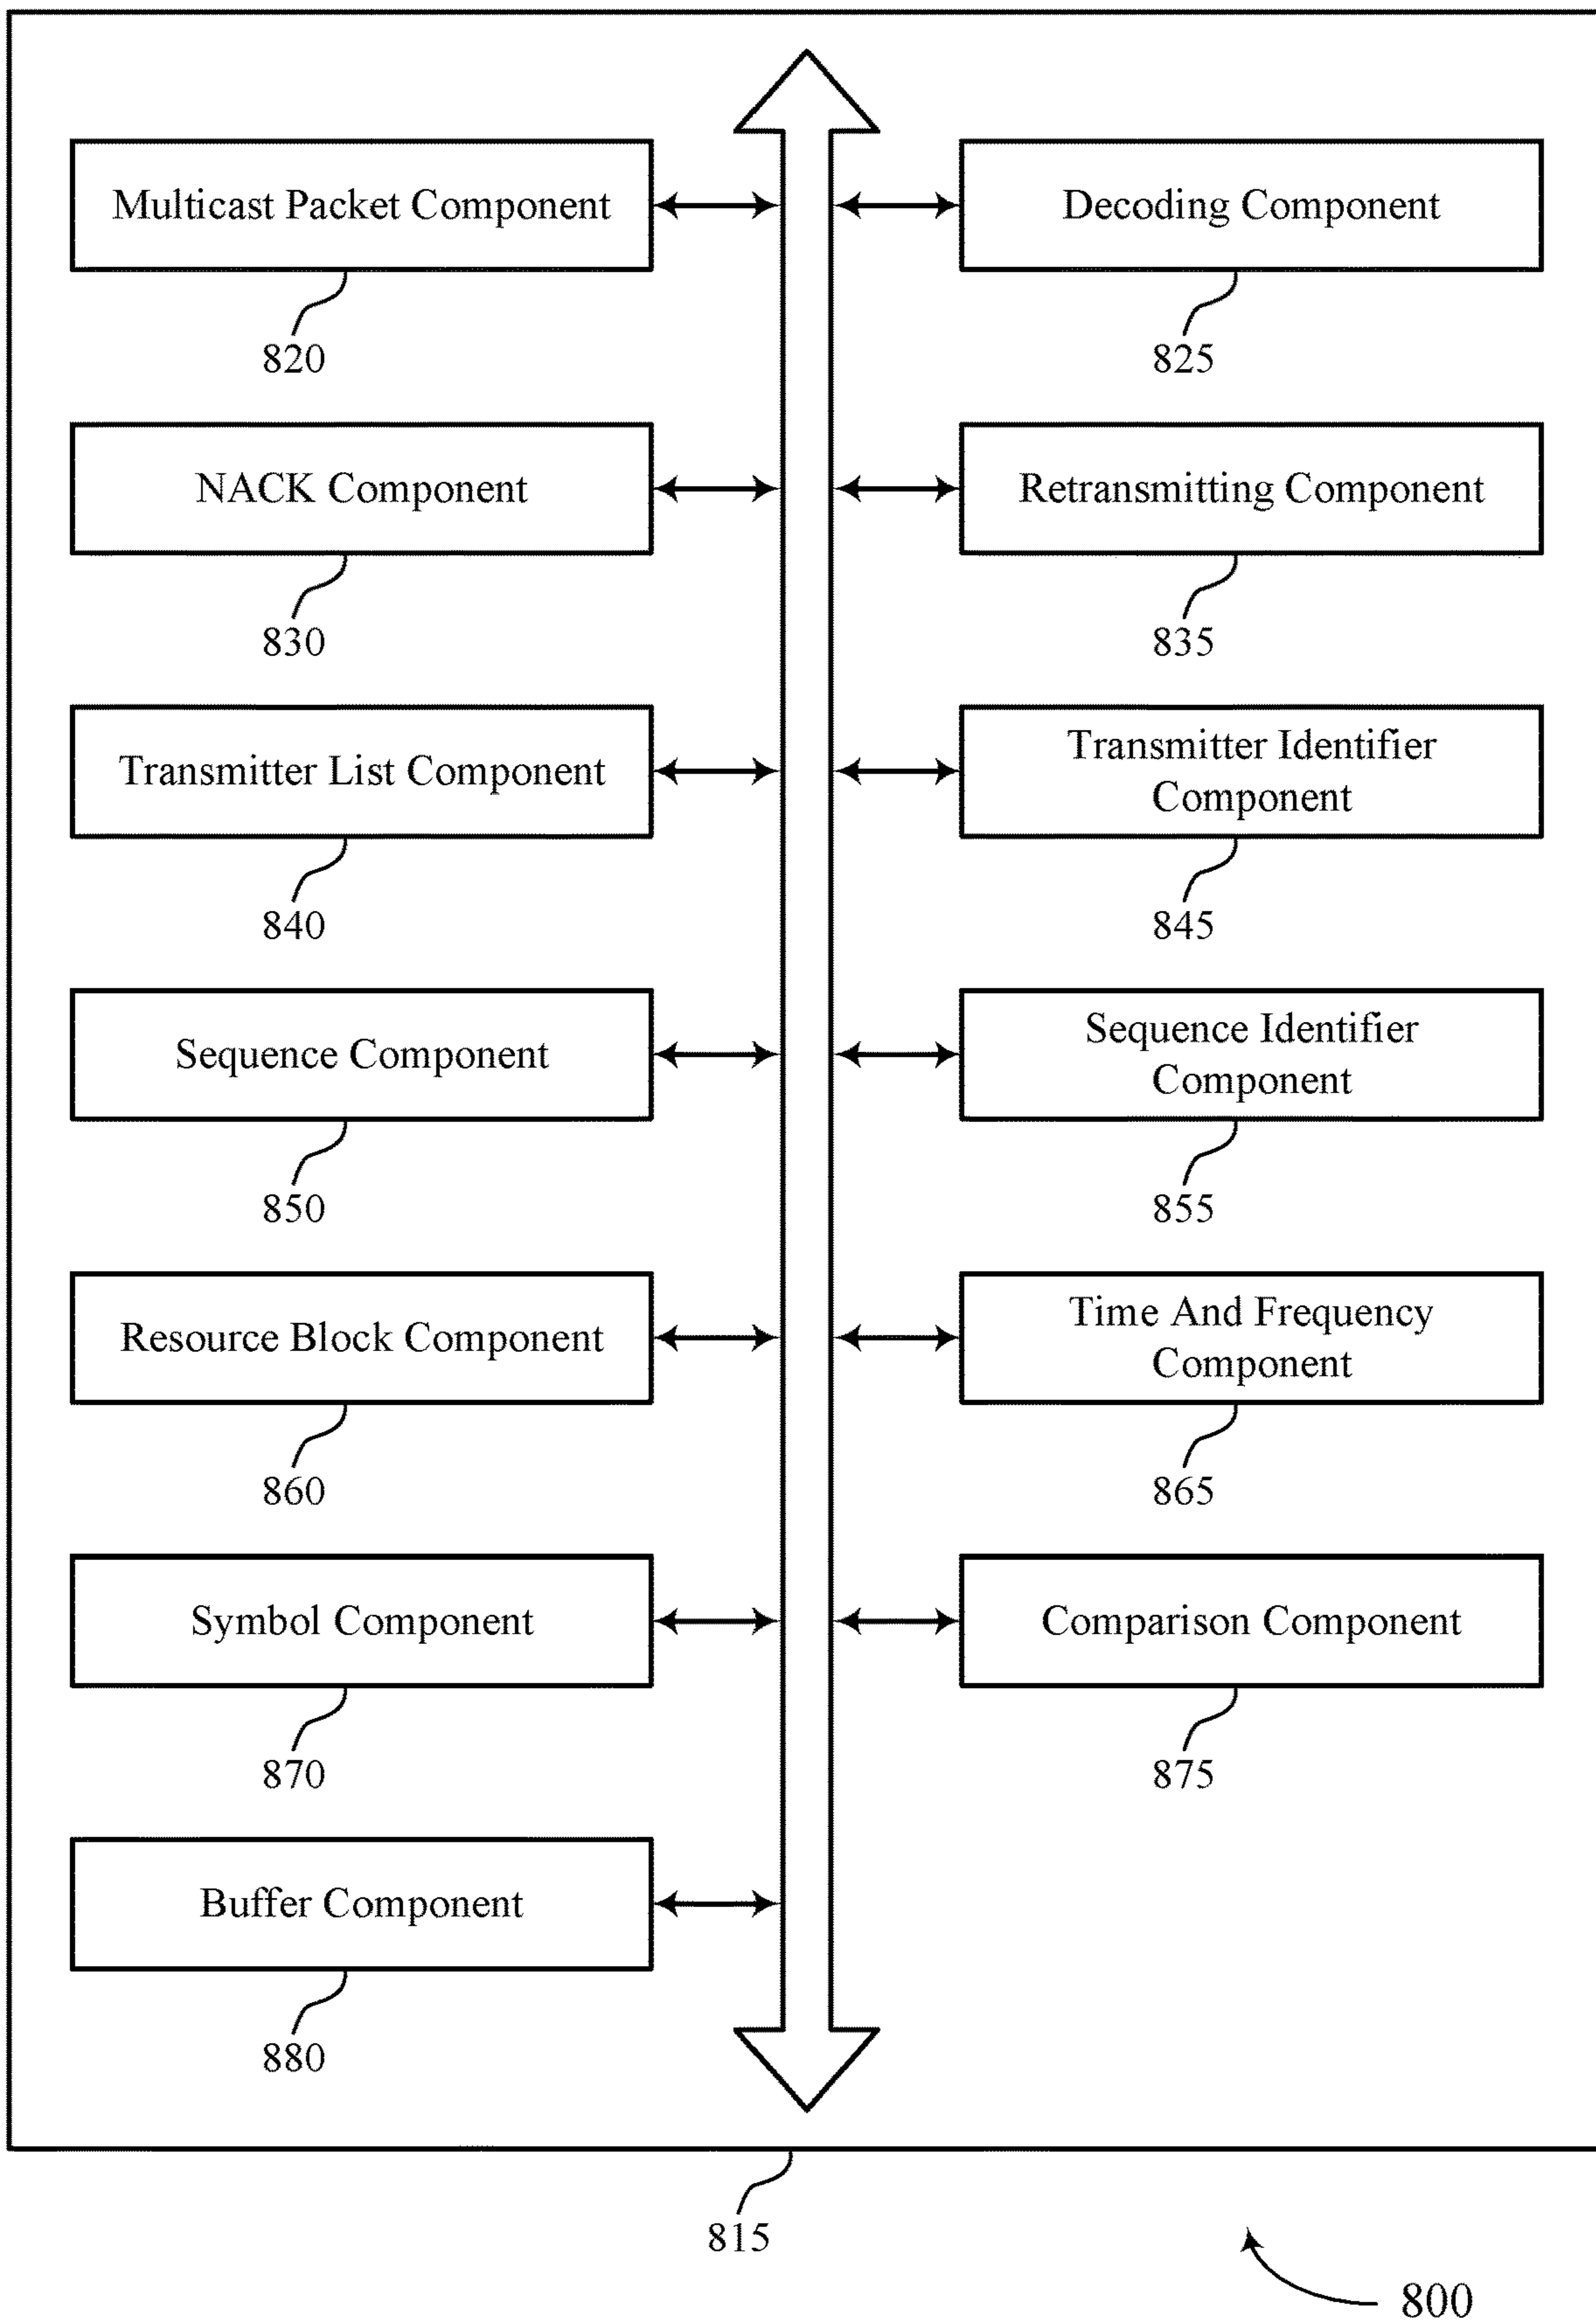 Multicast Packet Component
Decoding Component
820
825
NACK Component
Retransmitting Component
830
835
Transmitter List Component
Transmitter Identifier
Component
840
845
Sequence Component
Sequence Identifier
Component
850
855
Resource Block Component
Time And Frequency
Component
860
865
Symbol Component
Comparison Component
870
875
Buffer Component
880
815
800